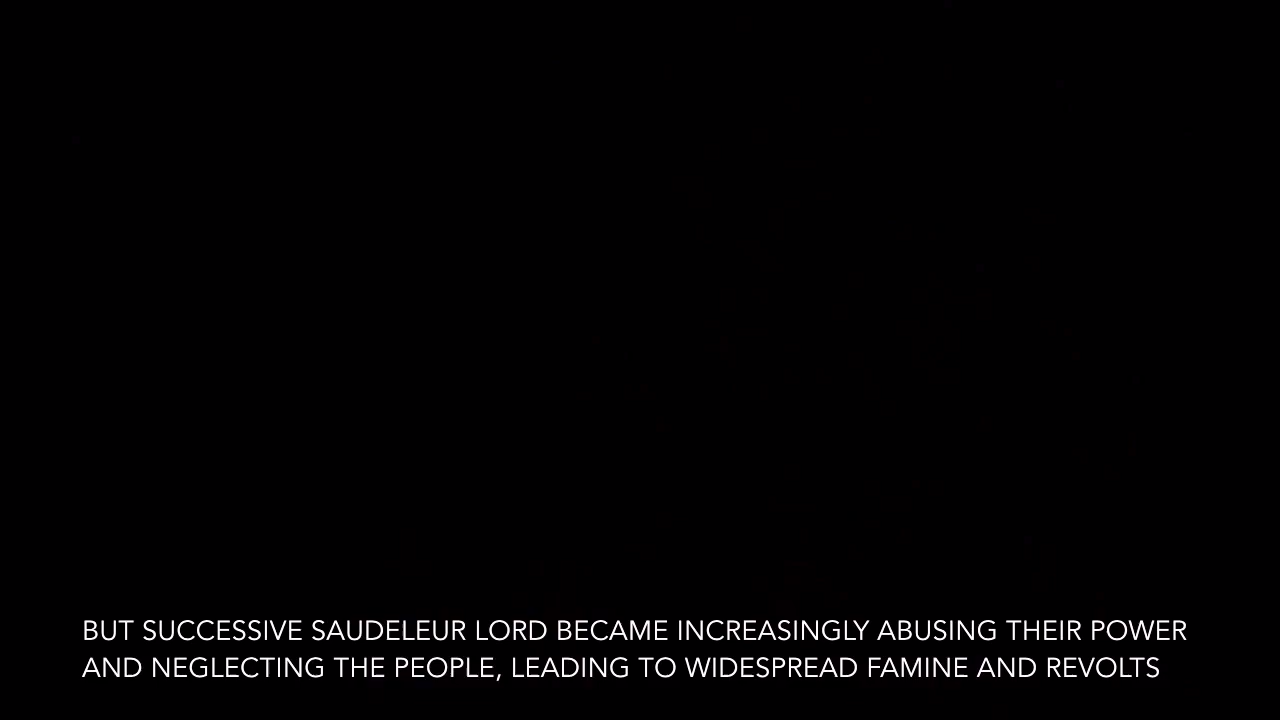 BUT SUCCESSIVE SAUDELEUR LORD BECAME INCREASINGLY ABUSING THEIR POWER
AND NEGLECTING THE PEOPLE, LEADING TO WIDESPREAD FAMINE AND REVOLTS